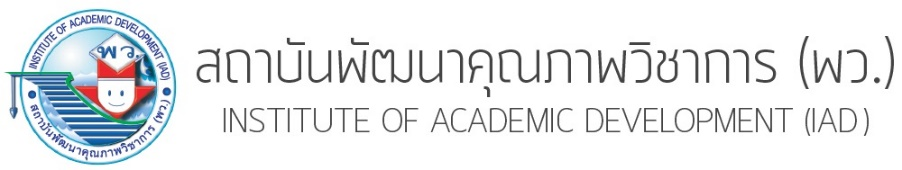 INSTITUTE OF ACADEMIC DEVELOPMENT (IAD)
พว.
• สถาบันพัฒนาคุณภาพวิชาการ (พว.) •
สถาบันพัฒนาคุณภาพวิชาการ (พว.)
INSTITUTE OF ACADEMIC DEVELOPMENT (IAD)